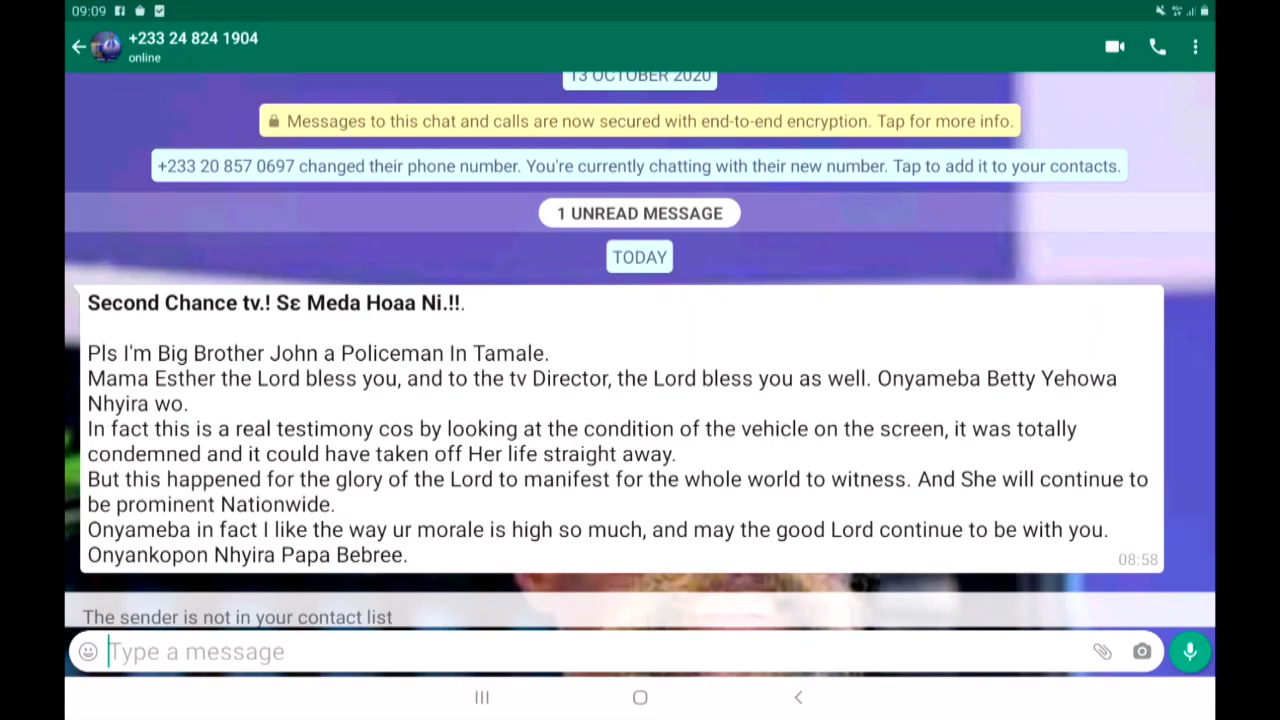 09:09
+233 24 824 1904
online
13 OCTOBER 2020
Messages to this chat and calls are now secured with end-to-end encryption. Tap for more info.
+233 20 857 0697 changed their phone number. You're currently chatting with their new number. Tap to add it to your contacts.
1 UNREAD MESSAGE
TODAY
Second Chance tv.! Sɛ Meda Hoaa Ni.!!.
Pls I'm Big Brother John a Policeman In Tamale.
Mama Esther the Lord bless you, and to the tv Director, the Lord bless you as well. Onyameba Betty Yehowa
Nhyira wo.
In fact this is a real testimony cos by looking at the condition of the vehicle on the screen, it was totally
condemned and it could have taken off Her life straight away.
But this happened for the glory of the Lord to manifest for the whole world to witness. And She will continue to
be prominent Nationwide.
Onyameba in fact I like the way ur morale is high so much, and may the good Lord continue to be with you.
Onyankopon Nhyira Papa Bebree.
08:58
The sender is not in your contact list
Type a message